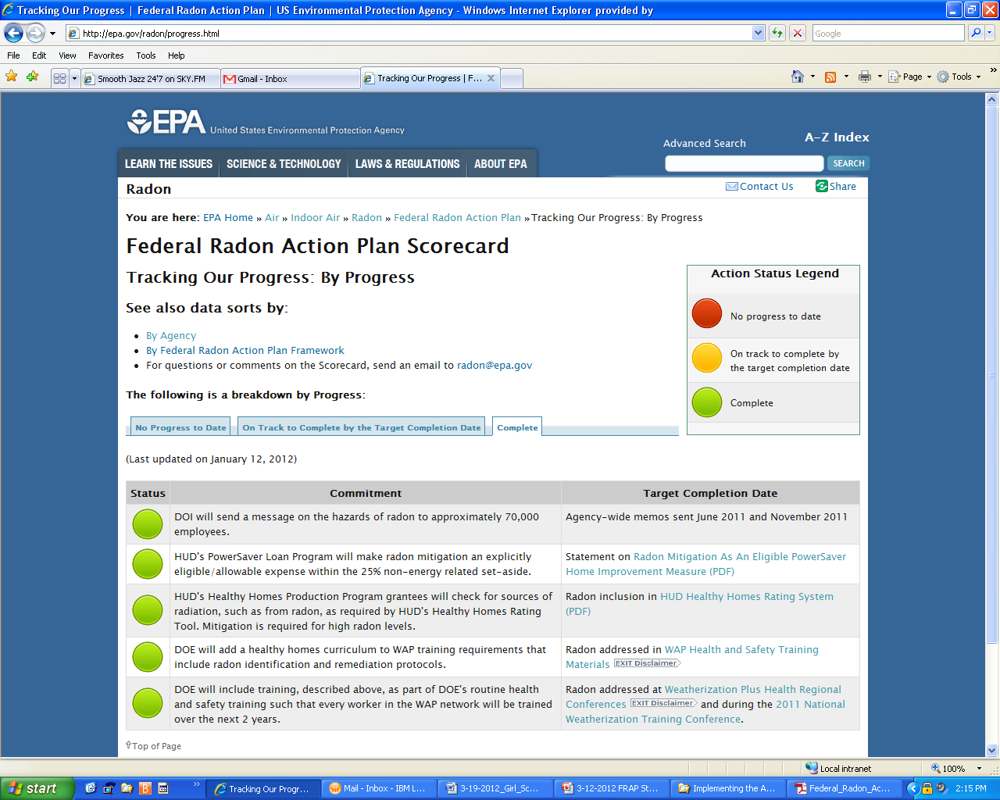 Tracking Our Progress | Federal Radon Action Plan | US Environmental Protection Agency - Windows Internet Explorer provided by
http://epa.gov/radon/progress.html
Google
File Edit View Favorites Tools Help
Smooth Jazz 24'7 on SKY.FM
Gmail - Inbox
Tracking Our Progress | F...
Page
Tools
EPA United States Environmental Protection Agency
Advanced Search
A-Z Index
SEARCH
LEARN THE ISSUES SCIENCE & TECHNOLOGY LAWS & REGULATIONS ABOUT EPA
Radon
Contact Us
Share
You are here: EPA Home » Air » Indoor Air » Radon » Federal Radon Action Plan » Tracking Our Progress: By Progress
Federal Radon Action Plan Scorecard
Tracking Our Progress: By Progress
See also data sorts by:
• By Agency
• By Federal Radon Action Plan Framework
• For questions or comments on the Scorecard, send an email to radon@epa.gov
Action Status Legend
No progress to date
On track to complete by
the target completion date
Complete
The following is a breakdown by Progress:
No Progress to Date
On Track to Complete by the Target Completion Date
Complete
(Last updated on January 12, 2012)
Status Commitment Target Completion Date
DOI will send a message on the hazards of radon to approximately 70,000
employees.
Agency-wide memos sent June 2011 and November 2011
HUD's PowerSaver Loan Program will make radon mitigation an explicitly
eligible/allowable expense within the 25% non-energy related set-aside.
Statement on Radon Mitigation As An Eligible PowerSaver
Home Improvement Measure (PDF)
HUD's Healthy Homes Production Program grantees will check for sources of
radiation, such as from radon, as required by HUD's Healthy Homes Rating
Tool. Mitigation is required for high radon levels.
Radon inclusion in HUD Healthy Homes Rating System
(PDF)
DOE will add a healthy homes curriculum to WAP training requirements that
include radon identification and remediation protocols.
Radon addressed in WAP Health and Safety Training
Materials EXIT Disclaimer
DOE will include training, described above, as part of DOE's routine health
and safety training such that every worker in the WAP network will be trained
over the next 2 years.
Radon addressed at Weatherization Plus Health Regional
Conferences EXIT Disclaimer and during the 2011 National
Weatherization Training Conference.
Top of Page
Local intranet
100%
start
Tracking Our Progr...
Mail - Inbox - IBM L...
3-19-2012_Girl_Sc...
3-12-2012 FRAP St...
Implementing the A...
Federal_Radon_Ac...
2:15 PM